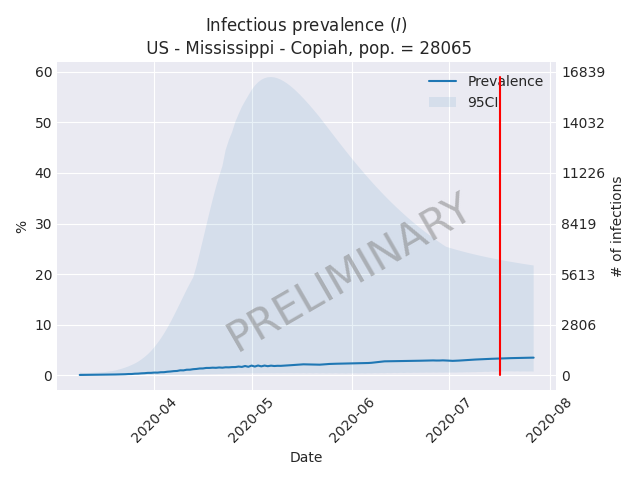 Infectious prevalence (I)
US - Mississippi - Copiah, pop. = 28065
60
50
40
30
20
10
0
%
16839
14032
11226
8419
5613
2806
0
# of infections
Prevalence
95CI
PRELIMINARY
2020-04
2020-05
2020-06
2020-07
2020-08
Date